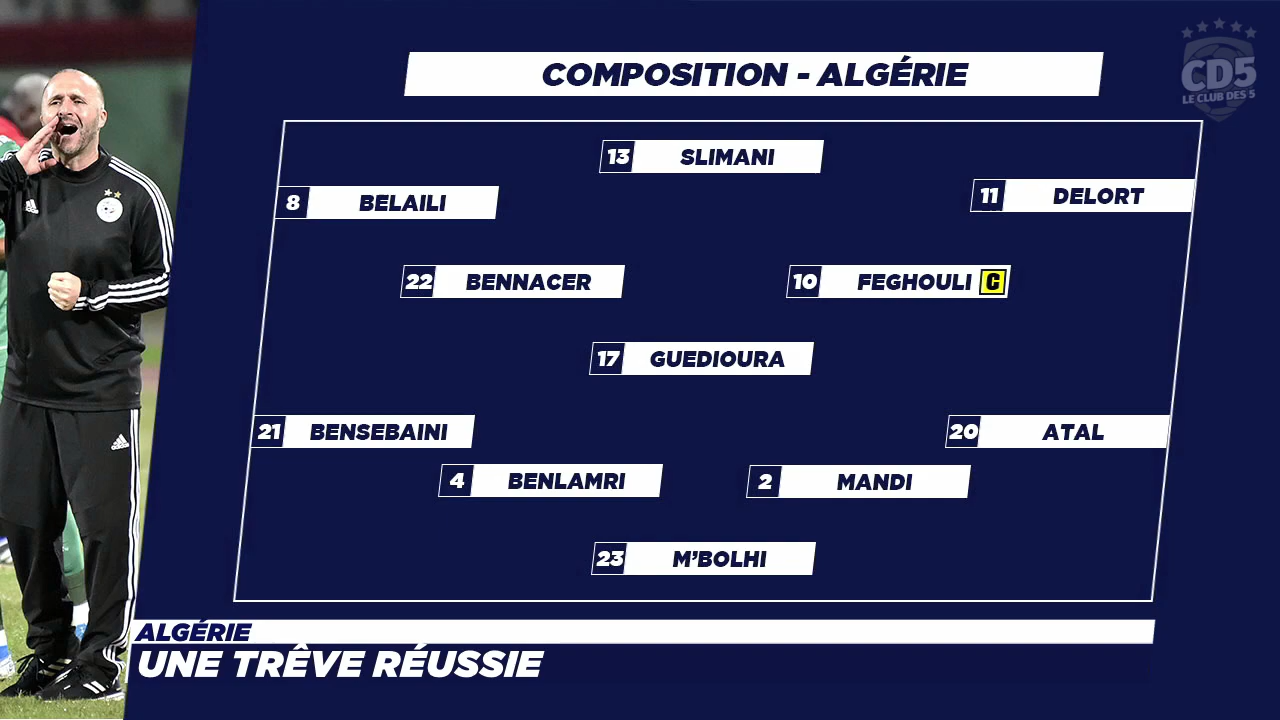 CD5
LE CLUB DES 5
COMPOSITION - ALGÉRIE
13 SLIMANI
8 BELAILI
11 DELORT
22 BENNACER
10 FEGHOULI C
17 GUEDIOURA
21 BENSEBAINI
20 ATAL
4 BENLAMRI
2 MANDI
23 M'BOLHI
ALGÉRIE
UNE TRÊVE RÉUSSIE